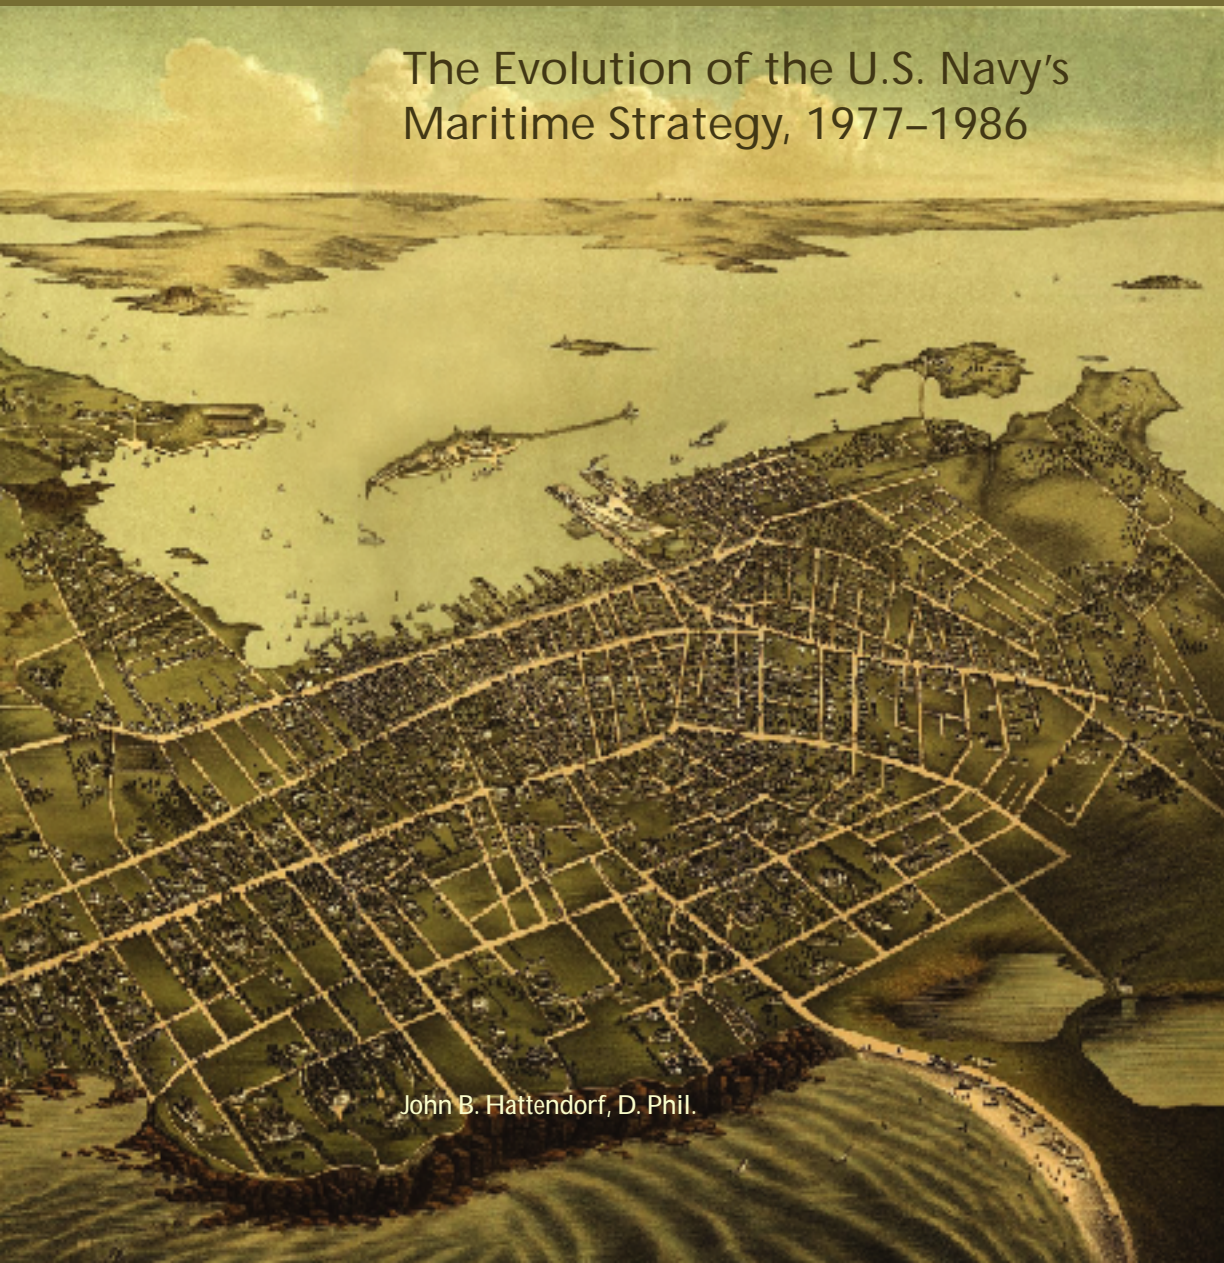 The Evolution of the U.S. Navy’s
Maritime Strategy, 1977–1986
John B. Hattendorf, D. Phil.